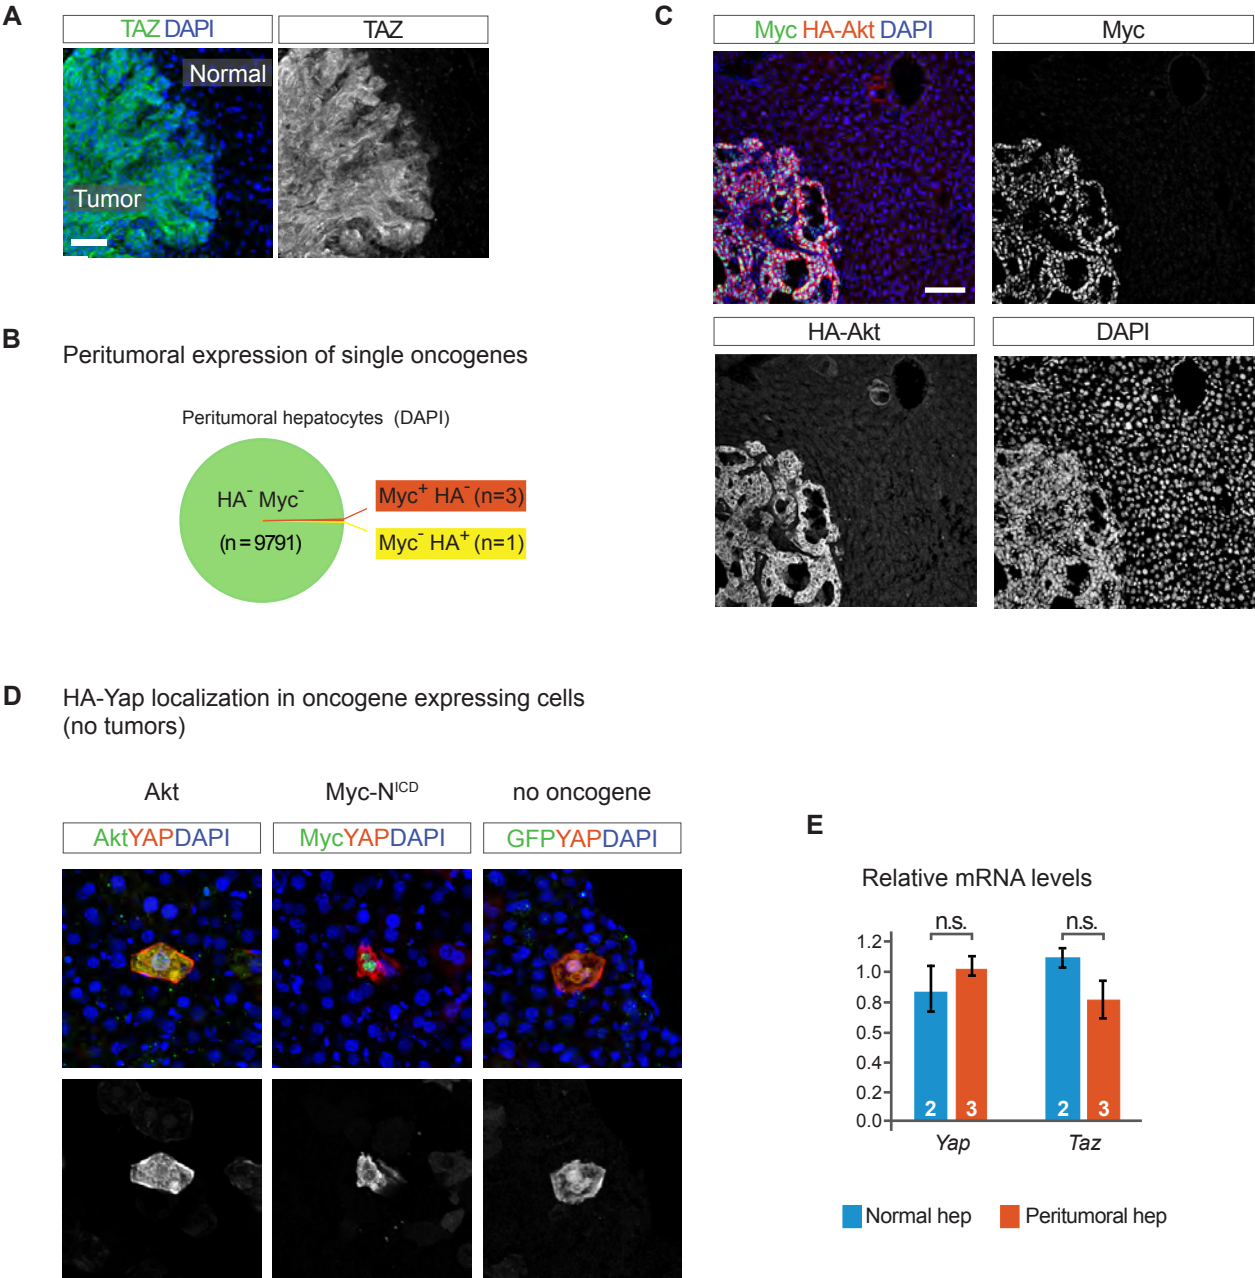 A
TAZ DAPI
TAZ
Normal
Tumor
B
Peritumoral expression of single oncogenes
Peritumoral hepatocytes (DAPI)
HA⁻ Myc⁻
(n = 9791)
Myc⁺ HA⁻ (n=3)
Myc⁻ HA⁺ (n=1)
C
Myc HA-Akt DAPI
Myc
HA-Akt
DAPI
D
HA-Yap localization in oncogene expressing cells
(no tumors)
Akt
Myc-Nᴵᶜᴰ
no oncogene
AktYAPDAPI
MycYAPDAPI
GFPYAPDAPI
E
Relative mRNA levels
n.s.
n.s.
1.2
1.0
0.8
0.5
0.4
0.2
0.0
2
3
2
3
Yap
Taz
Normal hep
Peritumoral hep